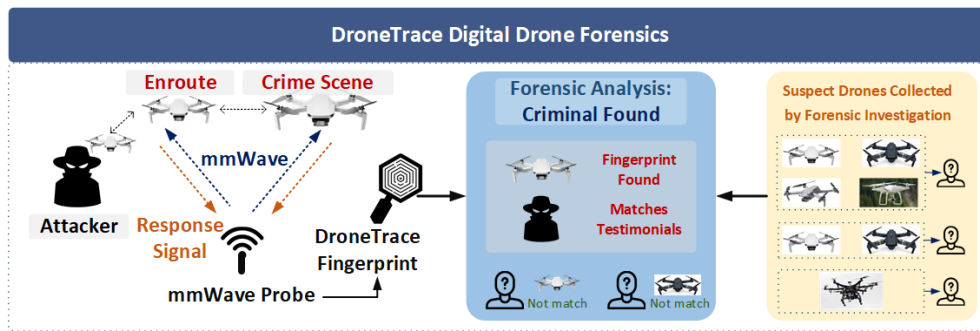 DroneTrace Digital Drone Forensics
Enroute
Crime Scene
mmWave
Attacker
Response
Signal
DroneTrace
Fingerprint
mmWave Probe
Forensic Analysis:
Criminal Found
Fingerprint
Found
Matches
Testimonials
?
Not match
?
Not match
Suspect Drones Collected
by Forensic Investigation
?
?
?